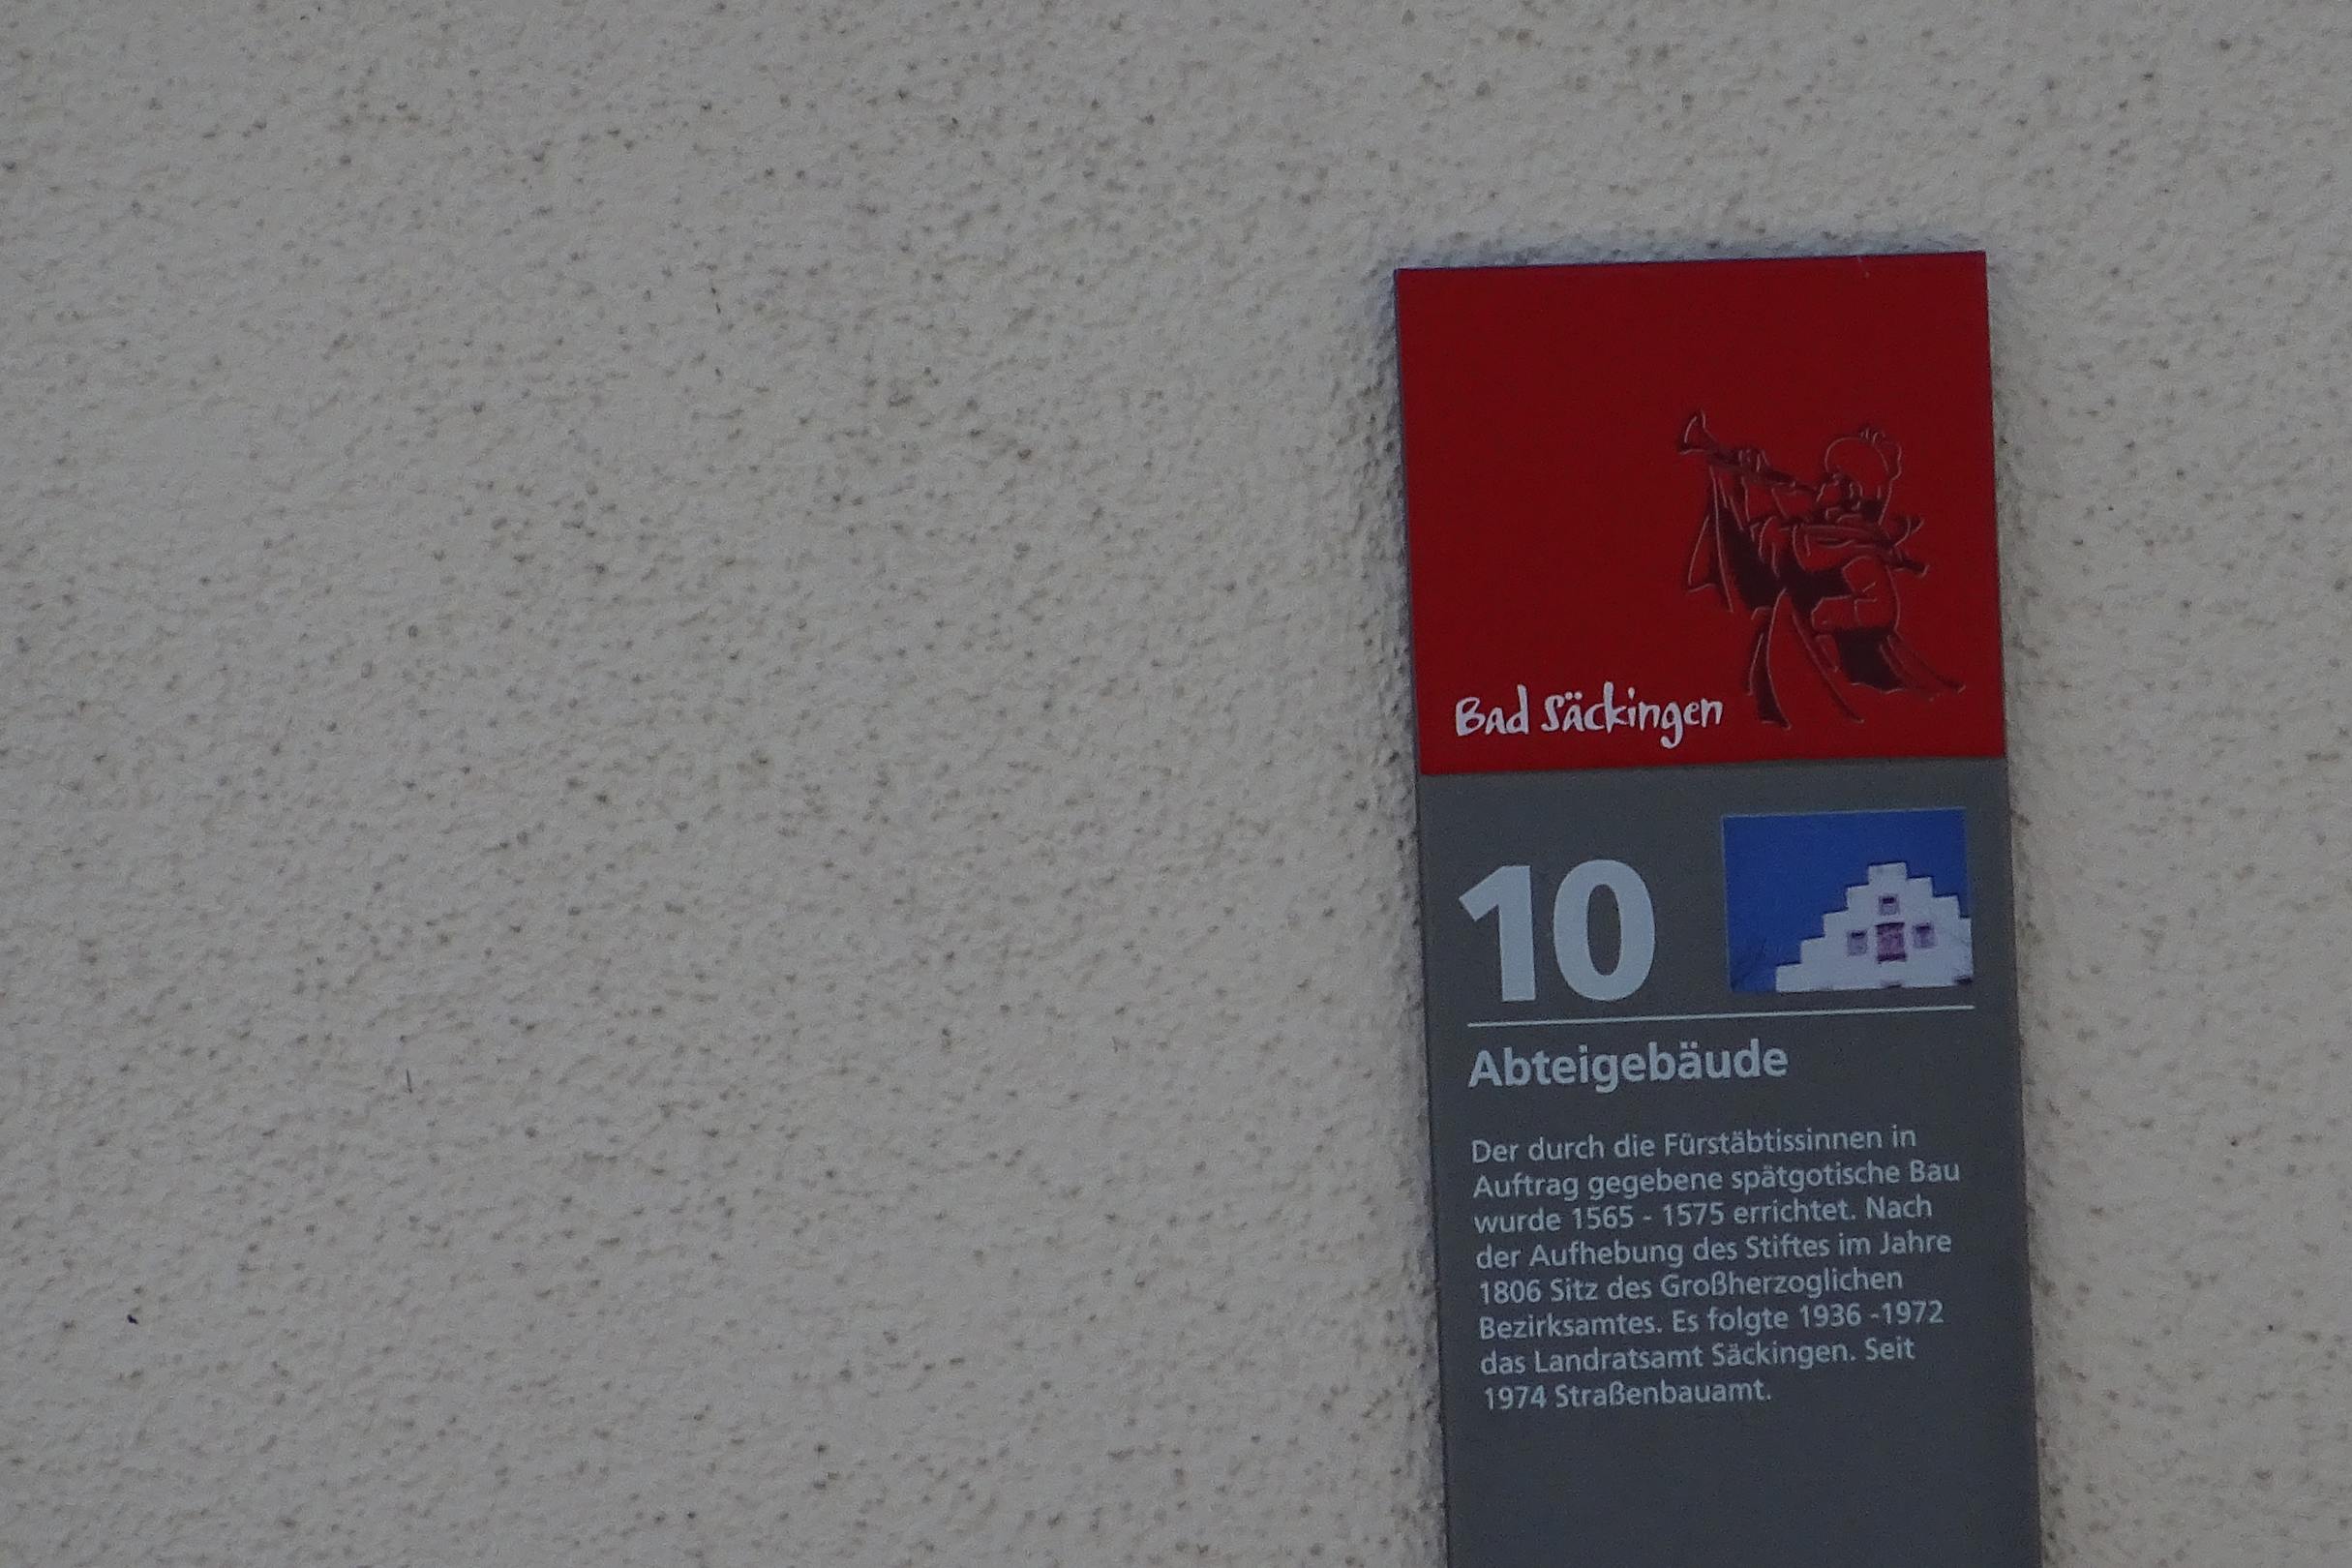 Bad Säckingen
10
Abteigebäude
Der durch die Fürstäbtissinnen in
Auftrag gegebene spätgotische Bau
wurde 1565 - 1575 errichtet. Nach
der Aufhebung des Stiftes im Jahre
1806 Sitz des Großherzoglichen
Bezirksamtes. Es folgte 1936 -1972
das Landratsamt Säckingen. Seit
1974 Straßenbauamt.